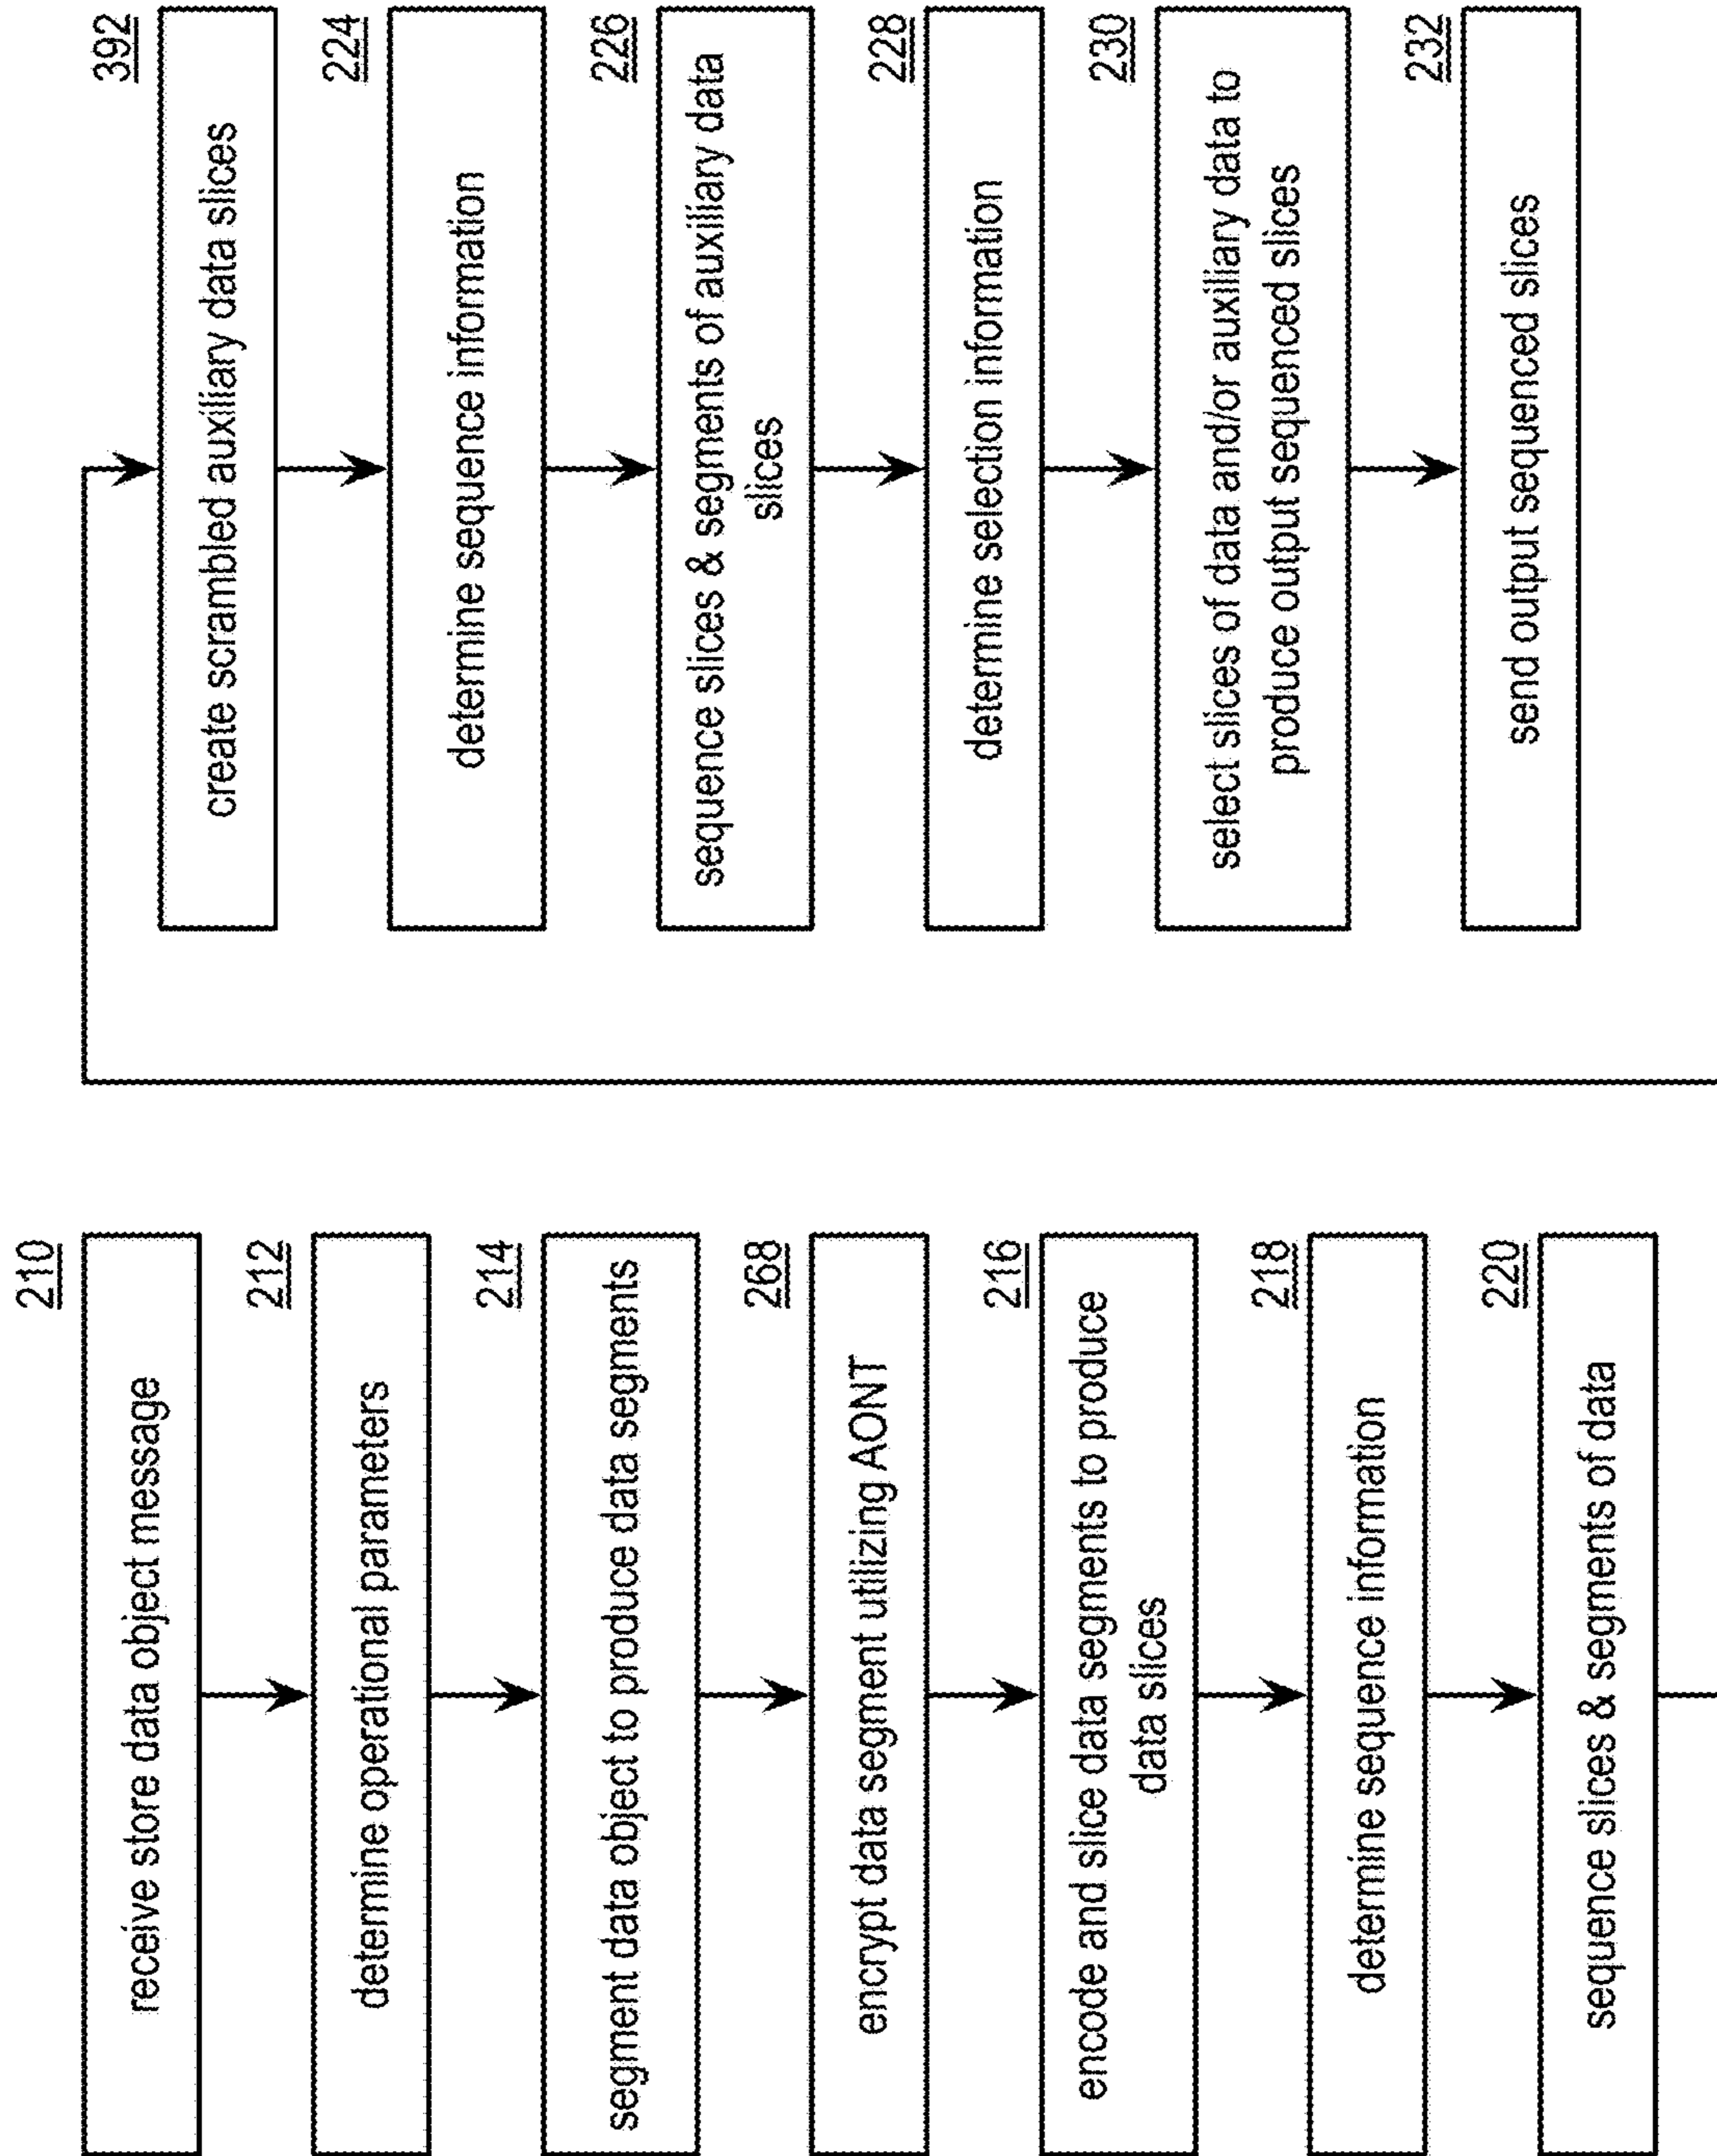 210
receive store data object message
212
determine operational parameters
214
segment data object to produce data segments
268
encrypt data segment utilizing AONT
216
encode and slice data segments to produce
data slices
218
determine sequence information
220
sequence slices & segments of data
392
create scrambled auxiliary data slices
224
determine sequence information
226
sequence slices & segments of auxiliary data
slices
228
determine selection information
230
select slices of data and/or auxiliary data to
produce output sequenced slices
232
send output sequenced slices